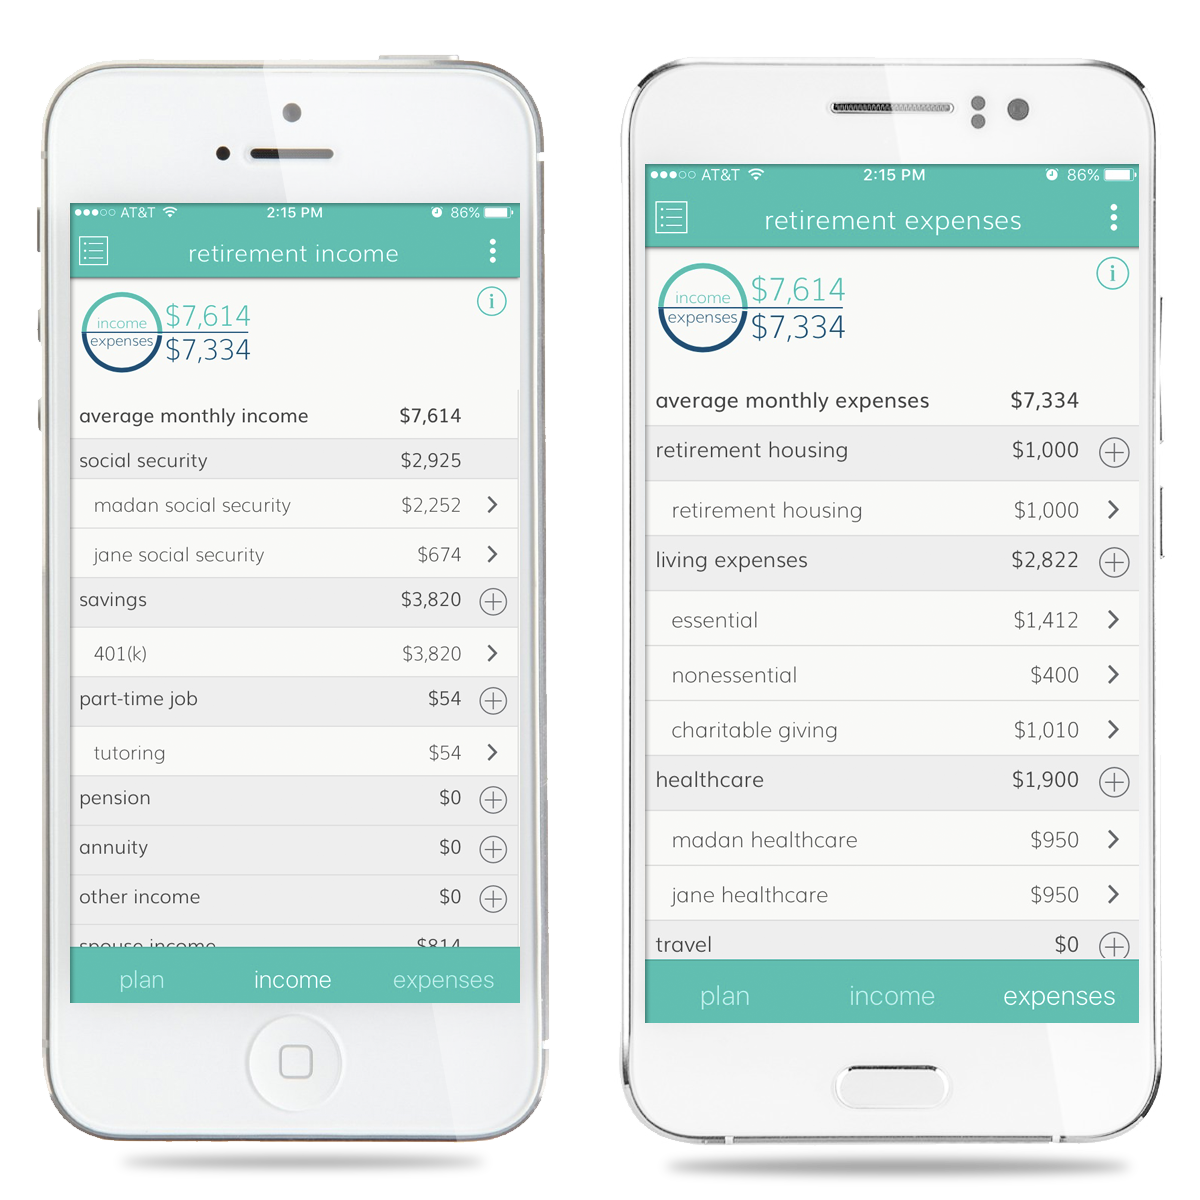 AT&T 2:15 PM 86%
retirement income
i
income $7,614
expenses $7,334
average monthly income $7,614
social security $2,925
madan social security $2,252
jane social security $674
savings $3,820
401(k) $3,820
part-time job $54
tutoring $54
pension $0
annuity $0
other income $0
spouse income $814
plan income expenses
AT&T 2:15 PM 86%
retirement expenses
i
income $7,614
expenses $7,334
average monthly expenses $7,334
retirement housing $1,000
retirement housing $1,000
living expenses $2,822
essential $1,412
nonessential $400
charitable giving $1,010
healthcare $1,900
madan healthcare $950
jane healthcare $950
travel $0
plan income expenses